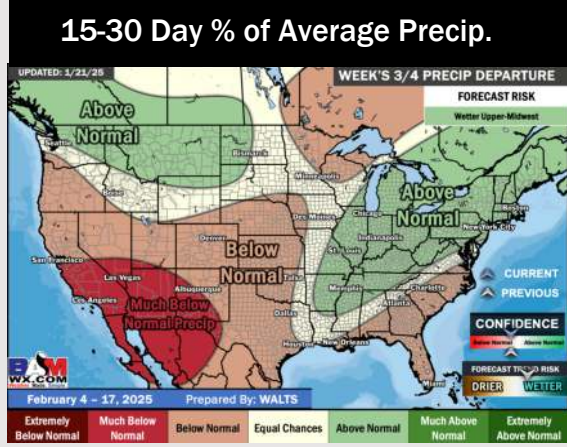 15-30 Day % of Average Precip.
UPDATED: 1/21/25
WEEK'S 3/4 PRECIP DEPARTURE
FORECAST RISK
Wetter Upper-Midwest
Above
Normal
Seattle
Bismarck
Minneapolis
Boise
Above
Normal
Boston
Chicago
New York City
Des Moines
Indianapolis
Denver
Below
Normal
St. Louis
San Francisco
Las Vegas
Tulsa
CURRENT
PREVIOUS
Albuquerque
Memphis
Charlotte
Los Angeles
Much Below
Normal Precip
Atlanta
Dallas
CONFIDENCE
Below Normal
Above Normal
Houston
New Orleans
FORECAST TREND RISK
DRIER
WETTER
Miami
BAM
WX.COM
February 4 – 17, 2025
Prepared By: WALTS
Extremely Below Normal
Much Below Normal
Below Normal
Equal Chances
Above Normal
Much Above Normal
Extremely Above Normal